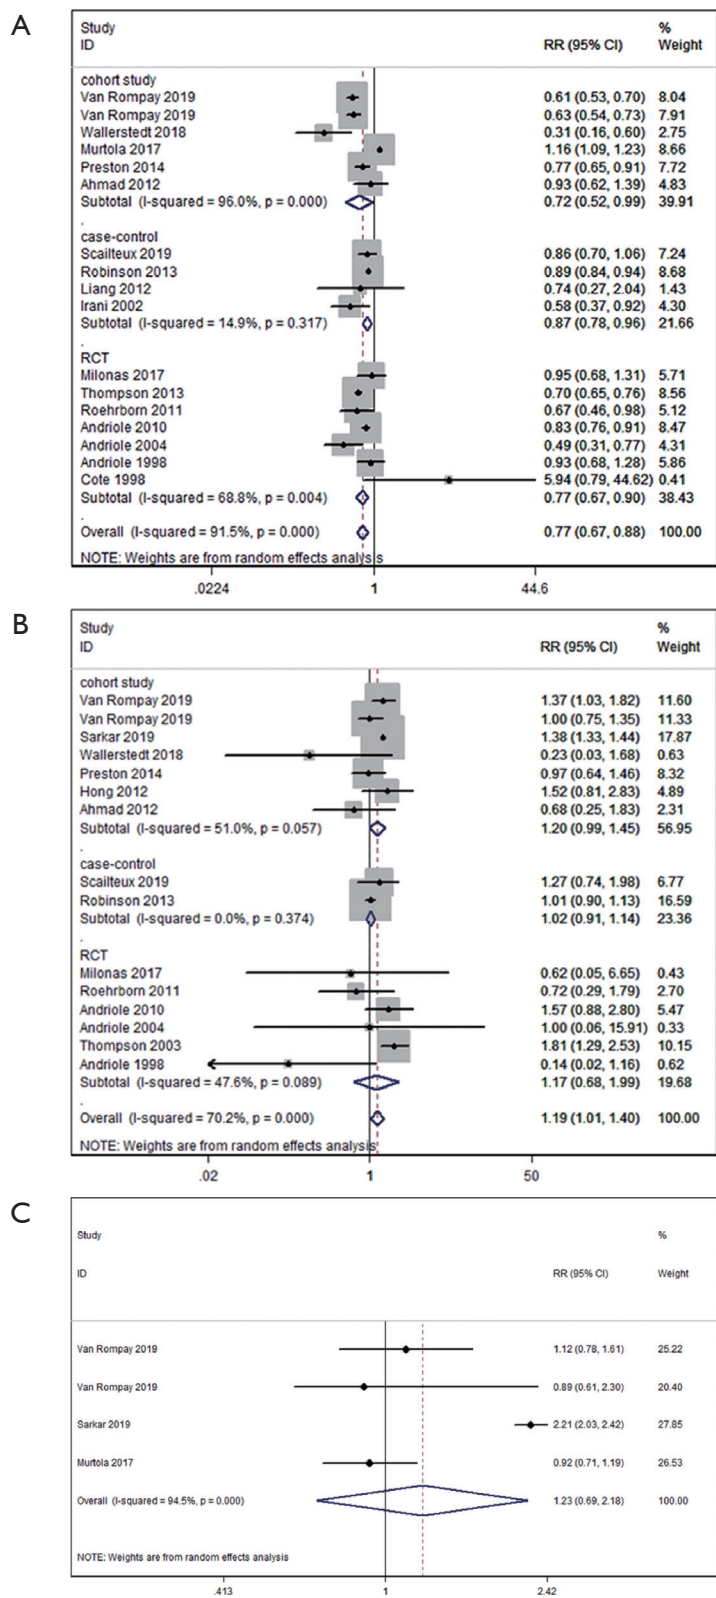 A
Study %
ID RR (95% CI) Weight
cohort study
Van Rompay 2019 0.61 (0.53, 0.70) 8.04
Van Rompay 2019 0.63 (0.54, 0.73) 7.91
Wallerstedt 2018 0.31 (0.16, 0.60) 2.75
Murtola 2017 1.16 (1.09, 1.23) 8.66
Preston 2014 0.77 (0.65, 0.91) 7.72
Ahmad 2012 0.93 (0.62, 1.39) 4.83
Subtotal (I-squared = 96.0%, p = 0.000) 0.72 (0.52, 0.99) 39.91
.
case-control
Scailteux 2019 0.86 (0.70, 1.06) 7.24
Robinson 2013 0.89 (0.84, 0.94) 8.68
Liang 2012 0.74 (0.27, 2.04) 1.43
Irani 2002 0.58 (0.37, 0.92) 4.30
Subtotal (I-squared = 14.9%, p = 0.317) 0.87 (0.78, 0.96) 21.66
.
RCT
Milonas 2017 0.95 (0.68, 1.31) 5.71
Thompson 2013 0.70 (0.65, 0.76) 8.56
Roehrborn 2011 0.67 (0.46, 0.98) 5.12
Andriole 2010 0.83 (0.76, 0.91) 8.47
Andriole 2004 0.49 (0.31, 0.77) 4.31
Andriole 1998 0.93 (0.68, 1.28) 5.86
Cote 1998 5.94 (0.79, 44.62) 0.41
Subtotal (I-squared = 68.8%, p = 0.004) 0.77 (0.67, 0.90) 38.43
.
Overall (I-squared = 91.5%, p = 0.000) 0.77 (0.67, 0.88) 100.00
NOTE: Weights are from random effects analysis
.0224 1 44.6
B
Study %
ID RR (95% CI) Weight
cohort study
Van Rompay 2019 1.37 (1.03, 1.82) 11.60
Van Rompay 2019 1.00 (0.75, 1.35) 11.33
Sarkar 2019 1.38 (1.33, 1.44) 17.87
Wallerstedt 2018 0.23 (0.03, 1.68) 0.63
Preston 2014 0.97 (0.64, 1.46) 8.32
Hong 2012 1.52 (0.81, 2.83) 4.89
Ahmad 2012 0.68 (0.25, 1.83) 2.31
Subtotal (I-squared = 51.0%, p = 0.057) 1.20 (0.99, 1.45) 56.95
.
case-control
Scailteux 2019 1.27 (0.74, 1.98) 6.77
Robinson 2013 1.01 (0.90, 1.13) 16.59
Subtotal (I-squared = 0.0%, p = 0.374) 1.02 (0.91, 1.14) 23.36
.
RCT
Milonas 2017 0.62 (0.05, 6.65) 0.43
Roehrborn 2011 0.72 (0.29, 1.79) 2.70
Andriole 2010 1.57 (0.88, 2.80) 5.47
Andriole 2004 1.00 (0.06, 15.91) 0.33
Thompson 2003 1.81 (1.29, 2.53) 10.15
Andriole 1998 0.14 (0.02, 1.16) 0.62
Subtotal (I-squared = 47.6%, p = 0.089) 1.17 (0.68, 1.99) 19.68
.
Overall (I-squared = 70.2%, p = 0.000) 1.19 (1.01, 1.40) 100.00
NOTE: Weights are from random effects analysis
.02 1 50
C
Study %
ID RR (95% CI) Weight
Van Rompay 2019 1.12 (0.78, 1.61) 25.22
Van Rompay 2019 0.89 (0.61, 2.30) 20.40
Sarkar 2019 2.21 (2.03, 2.42) 27.85
Murtola 2017 0.92 (0.71, 1.19) 26.53
Overall (I-squared = 94.5%, p = 0.000) 1.23 (0.69, 2.18) 100.00
NOTE: Weights are from random effects analysis
.413 1 2.42